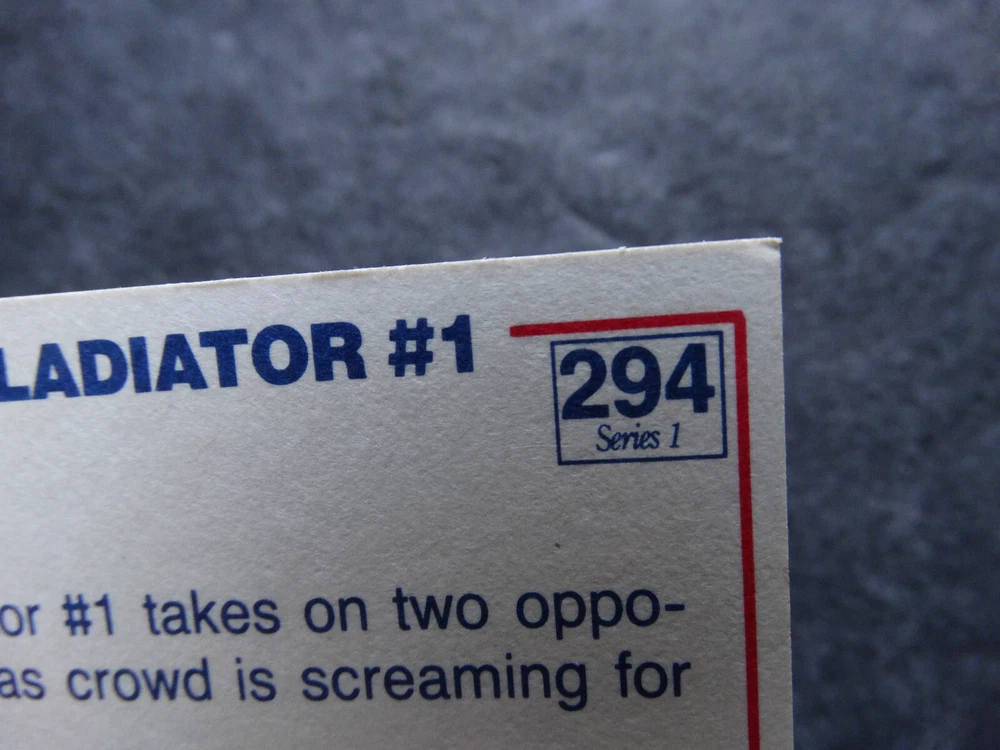 LADIATOR #1
294
Series 1
or #1 takes on two oppo-
as crowd is screaming for